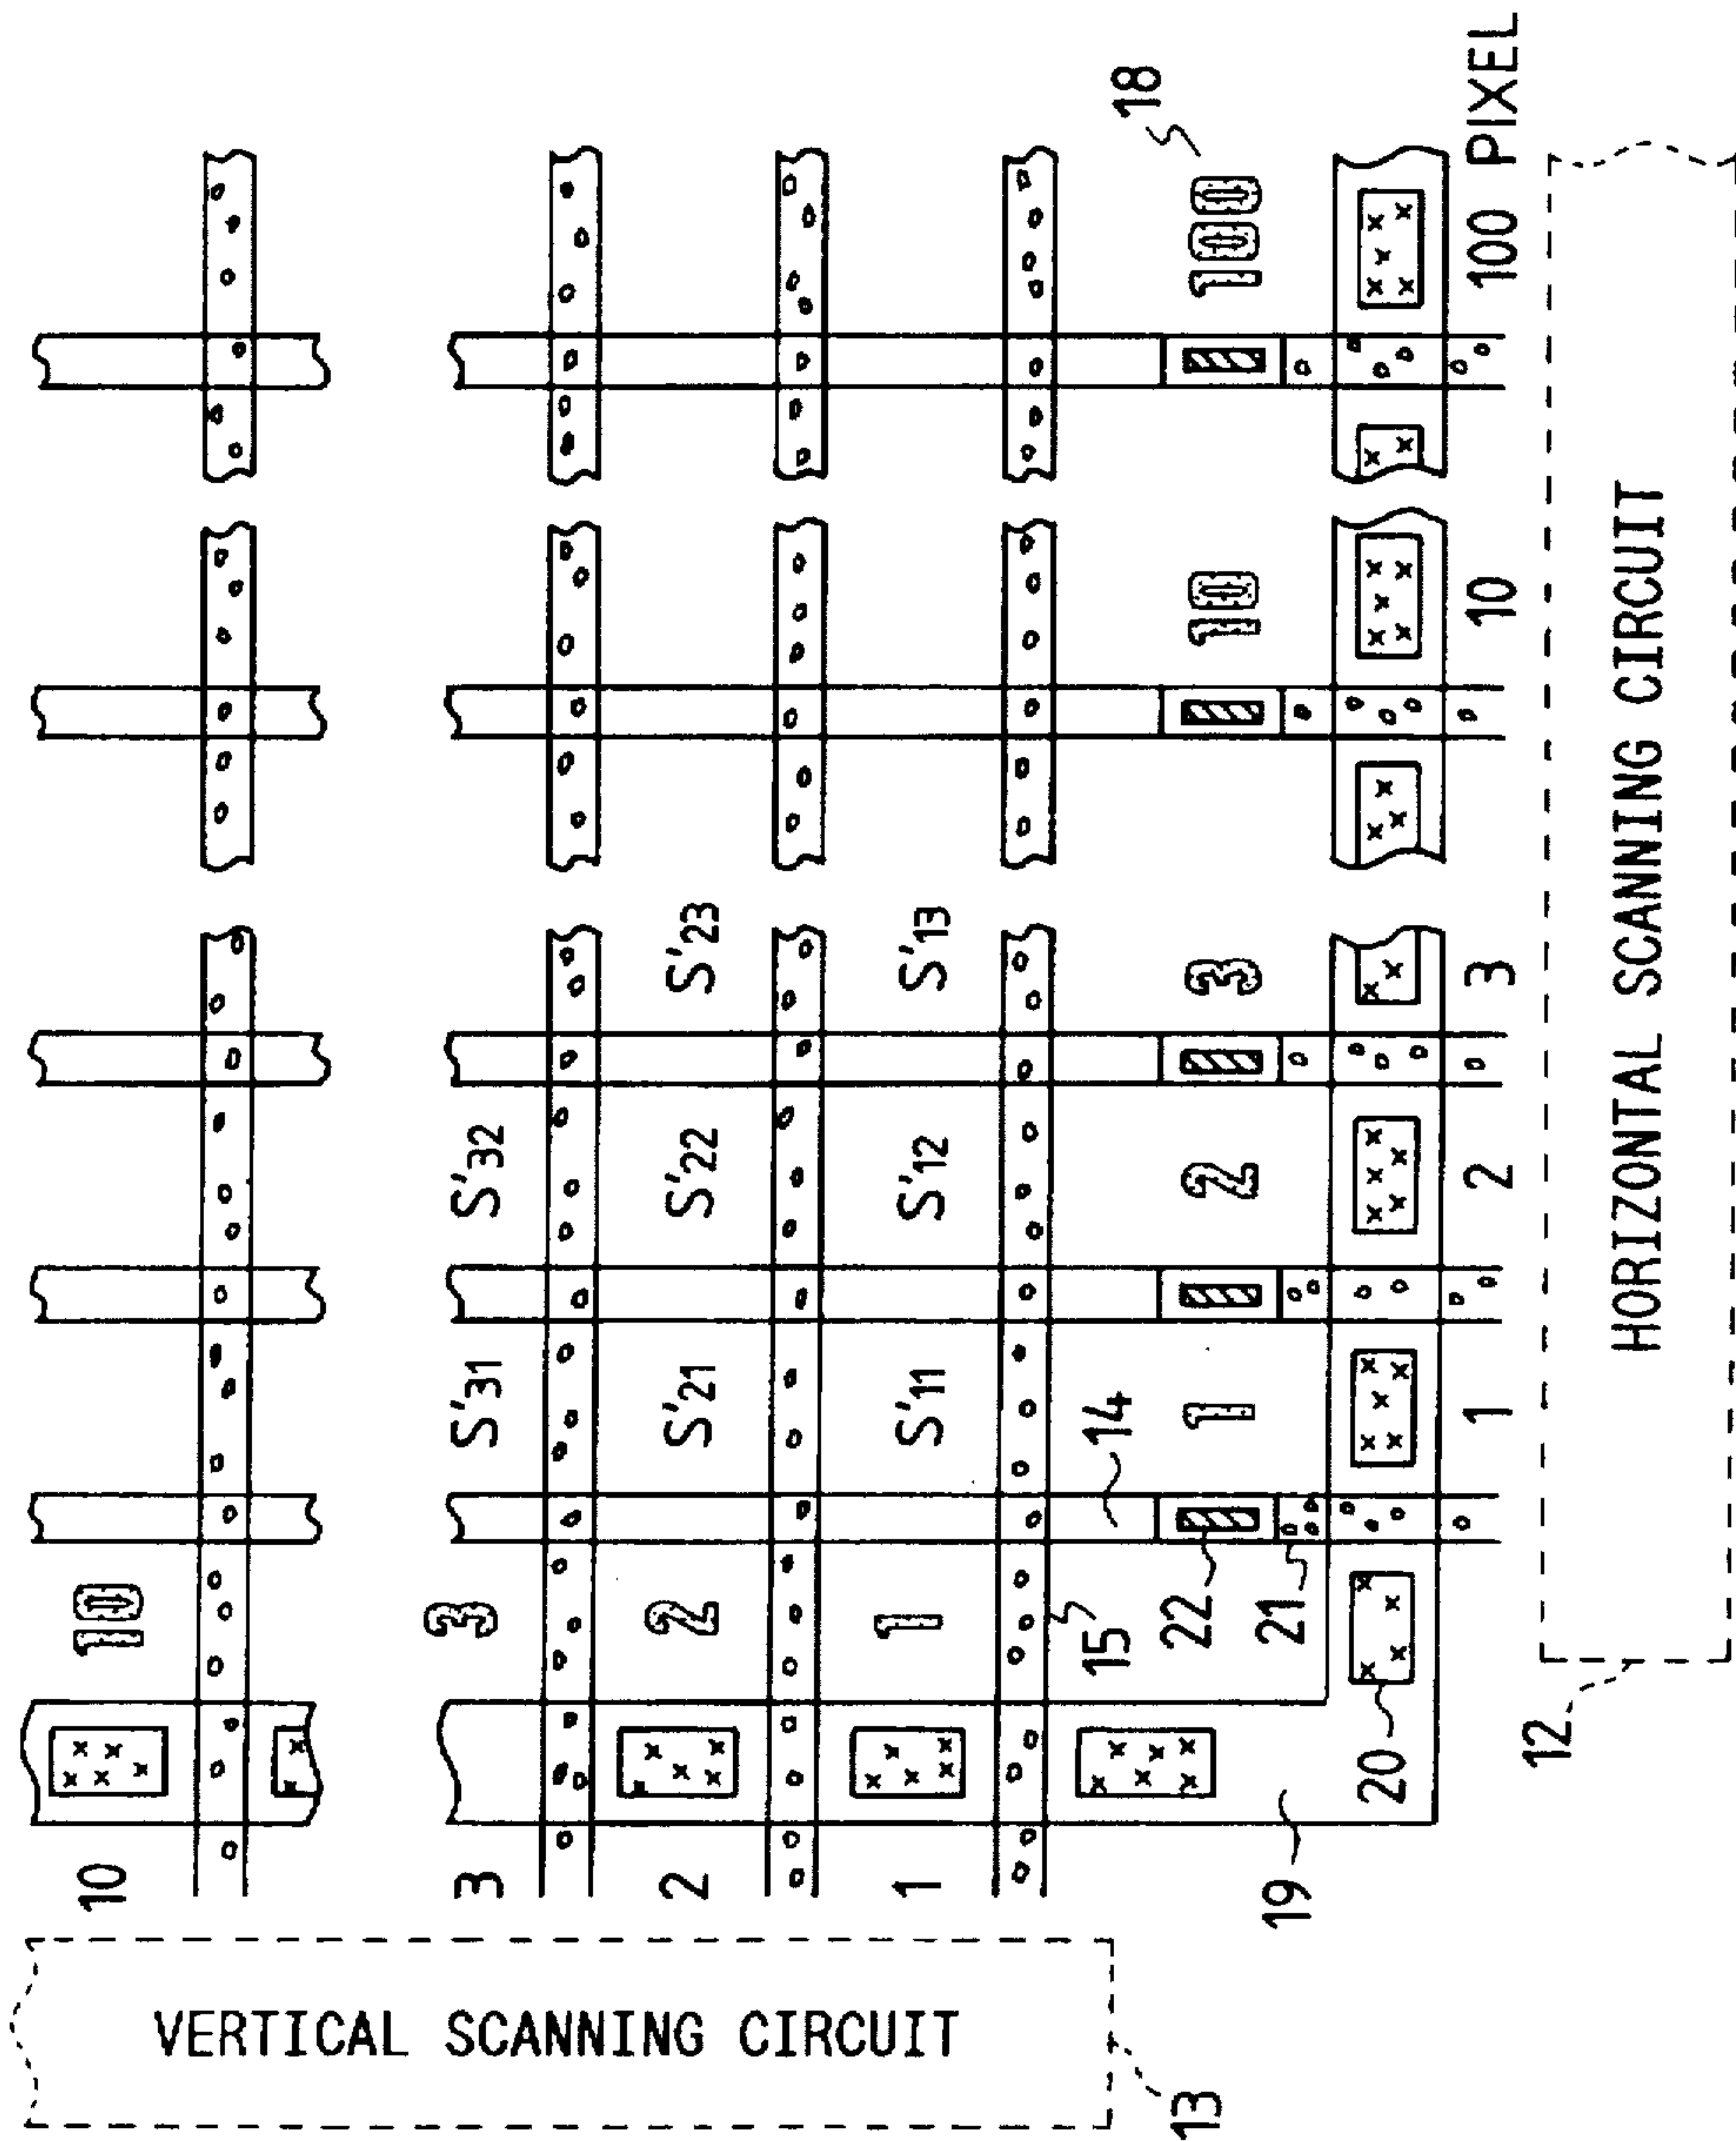 VERTICAL SCANNING CIRCUIT
10 10
3 3 S'31 S'32
2 2 S'21 S'22 S'23
1 1 S'11 S'12 S'13
15 14 18
13 22 1 2 3 10 100
19 21
20
1 2 3 10 100 PIXEL
12
HORIZONTAL SCANNING CIRCUIT